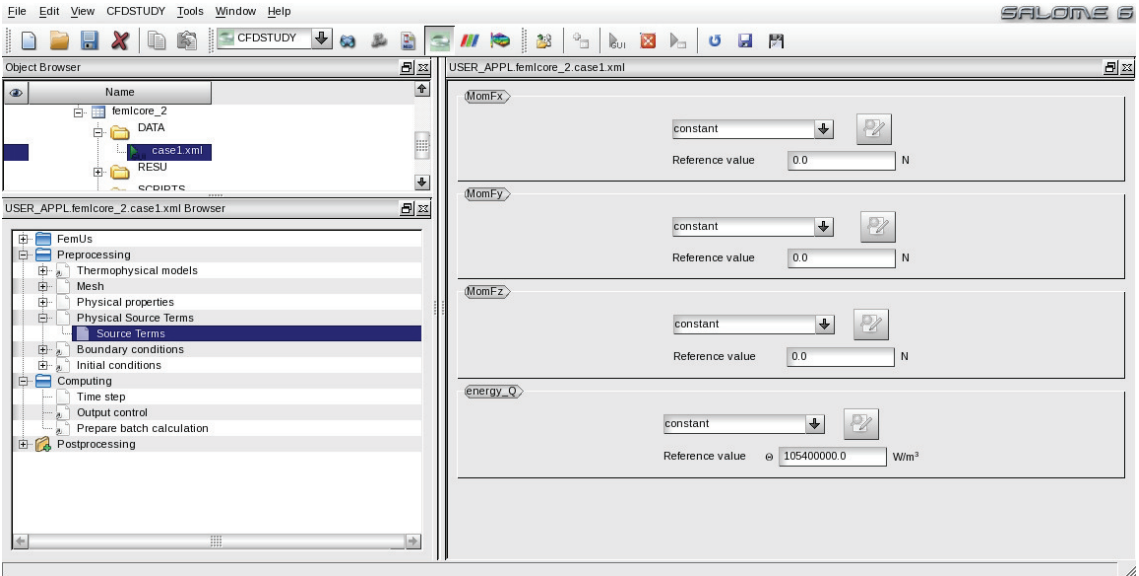 File Edit View CFDSTUDY Tools Window Help
SALOME 6
CFDSTUDY
GUI
Object Browser
Name
femlcore_2
DATA
case1.xml
RESU
SCRIPTS
USER_APPL.femlcore_2.case1.xml Browser
FemUs
Preprocessing
Thermophysical models
Mesh
Physical properties
Physical Source Terms
Source Terms
Boundary conditions
Initial conditions
Computing
Time step
Output control
Prepare batch calculation
Postprocessing
USER_APPL.femlcore_2.case1.xml
MomFx
constant
Reference value 0.0 N
MomFy
constant
Reference value 0.0 N
MomFz
constant
Reference value 0.0 N
energy_Q
constant
Reference value Θ 105400000.0 W/m³